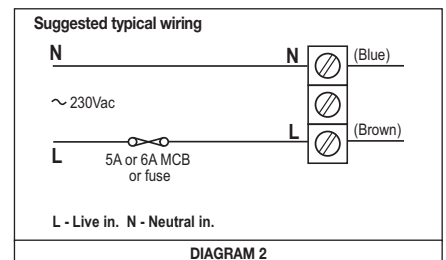 Suggested typical wiring
N N (Blue)
~ 230Vac
L (Brown)
L
5A or 6A MCB
or fuse
L - Live in. N - Neutral in.
DIAGRAM 2